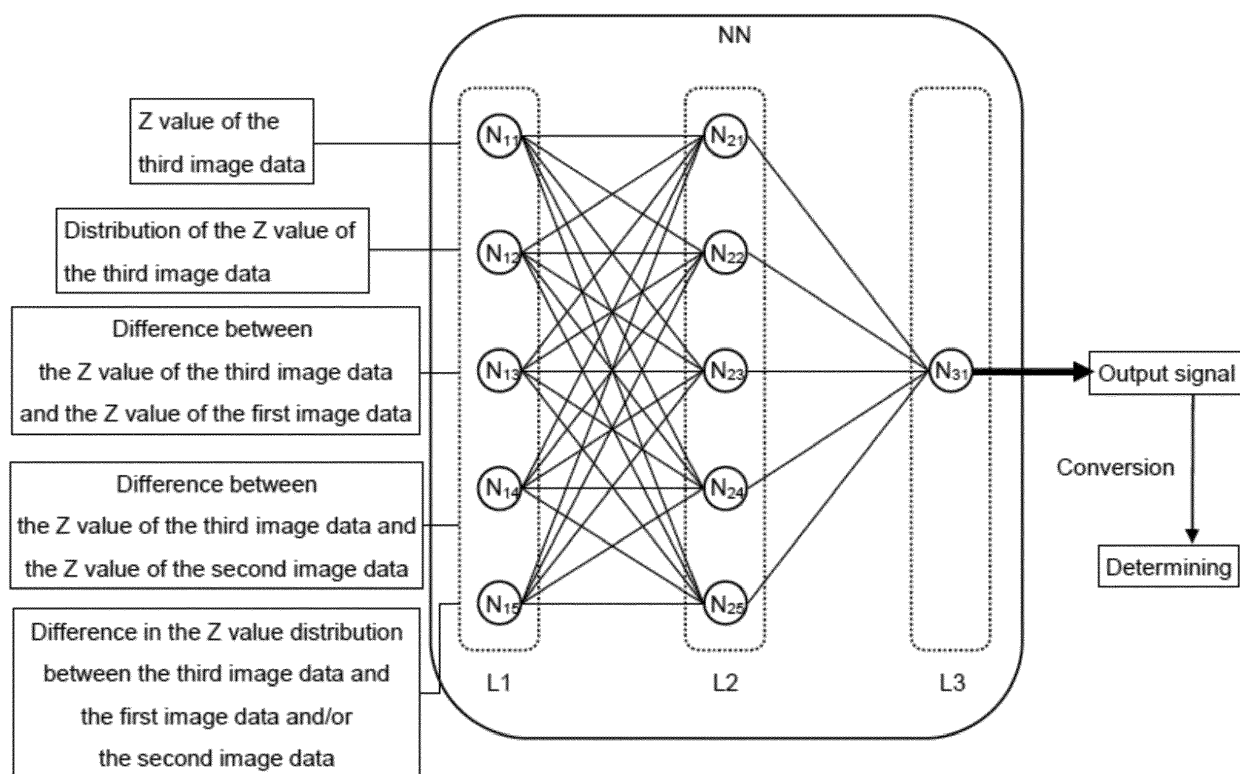 NN
Z value of the
third image data
Distribution of the Z value of
the third image data
Difference between
the Z value of the third image data
and the Z value of the first image data
Difference between
the Z value of the third image data and
the Z value of the second image data
Difference in the Z value distribution
between the third image data and
the first image data and/or
the second image data
N11
N12
N13
N14
N15
L1
N21
N22
N23
N24
N25
L2
N31
L3
Output signal
Conversion
Determining